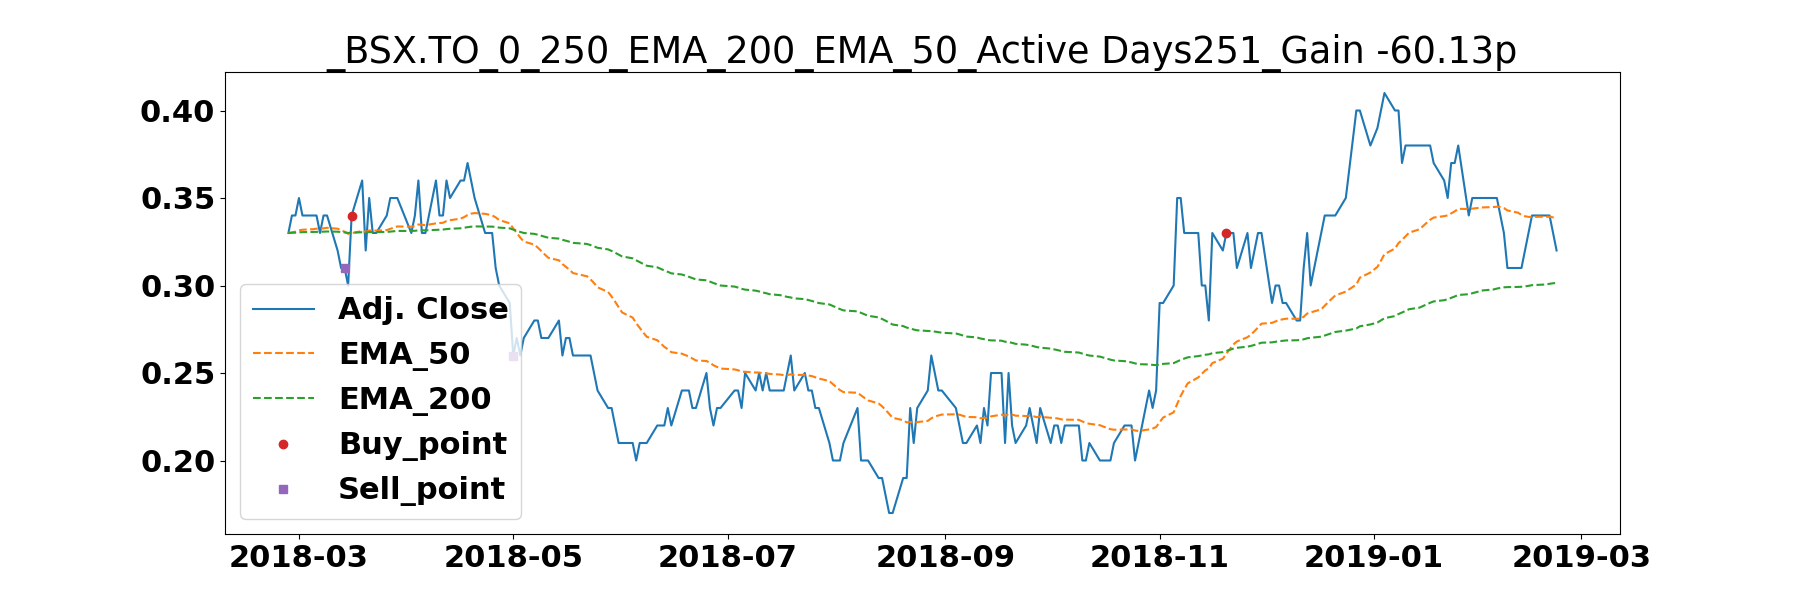 _BSX.TO_0_250_EMA_200_EMA_50_Active Days251_Gain -60.13p
0.40
0.35
0.30
0.25
0.20
Adj. Close
EMA_50
EMA_200
Buy_point
Sell_point
2018-03 2018-05 2018-07 2018-09 2018-11 2019-01 2019-03